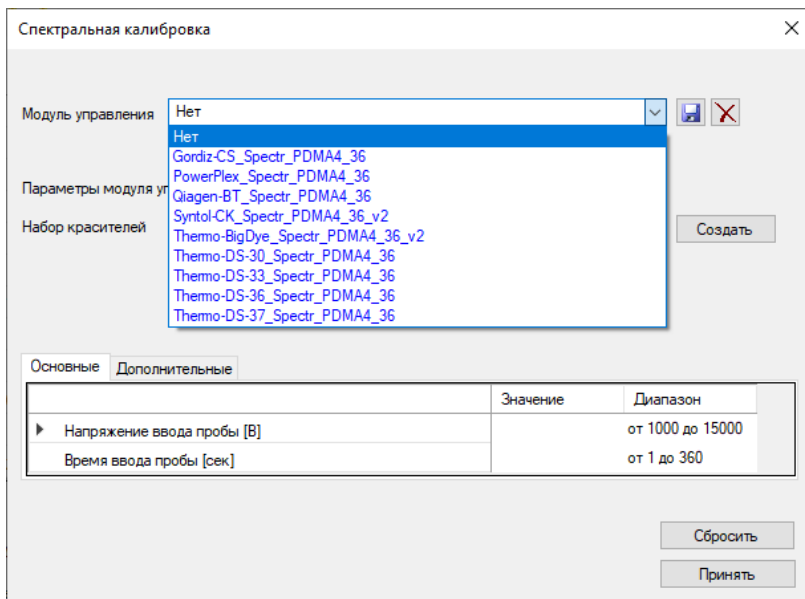 Спектральная калибровка
Модуль управления
Нет
Нет
Gordiz-CS_Spectr_PDMA4_36
PowerPlex_Spectr_PDMA4_36
Qiagen-BT_Spectr_PDMA4_36
Syntol-CK_Spectr_PDMA4_36_v2
Thermo-BigDye_Spectr_PDMA4_36_v2
Thermo-DS-30_Spectr_PDMA4_36
Thermo-DS-33_Spectr_PDMA4_36
Thermo-DS-36_Spectr_PDMA4_36
Thermo-DS-37_Spectr_PDMA4_36
Параметры модуля уп
Набор красителей
Создать
Основные Дополнительные
Значение Диапазон
Напряжение ввода пробы [В] от 1000 до 15000
Время ввода пробы [сек] от 1 до 360
Сбросить
Принять